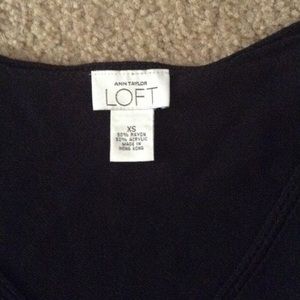 ANN TAYLOR
LOFT
XS
50% RAYON
50% ACRYLIC
MADE IN
HONG KONG